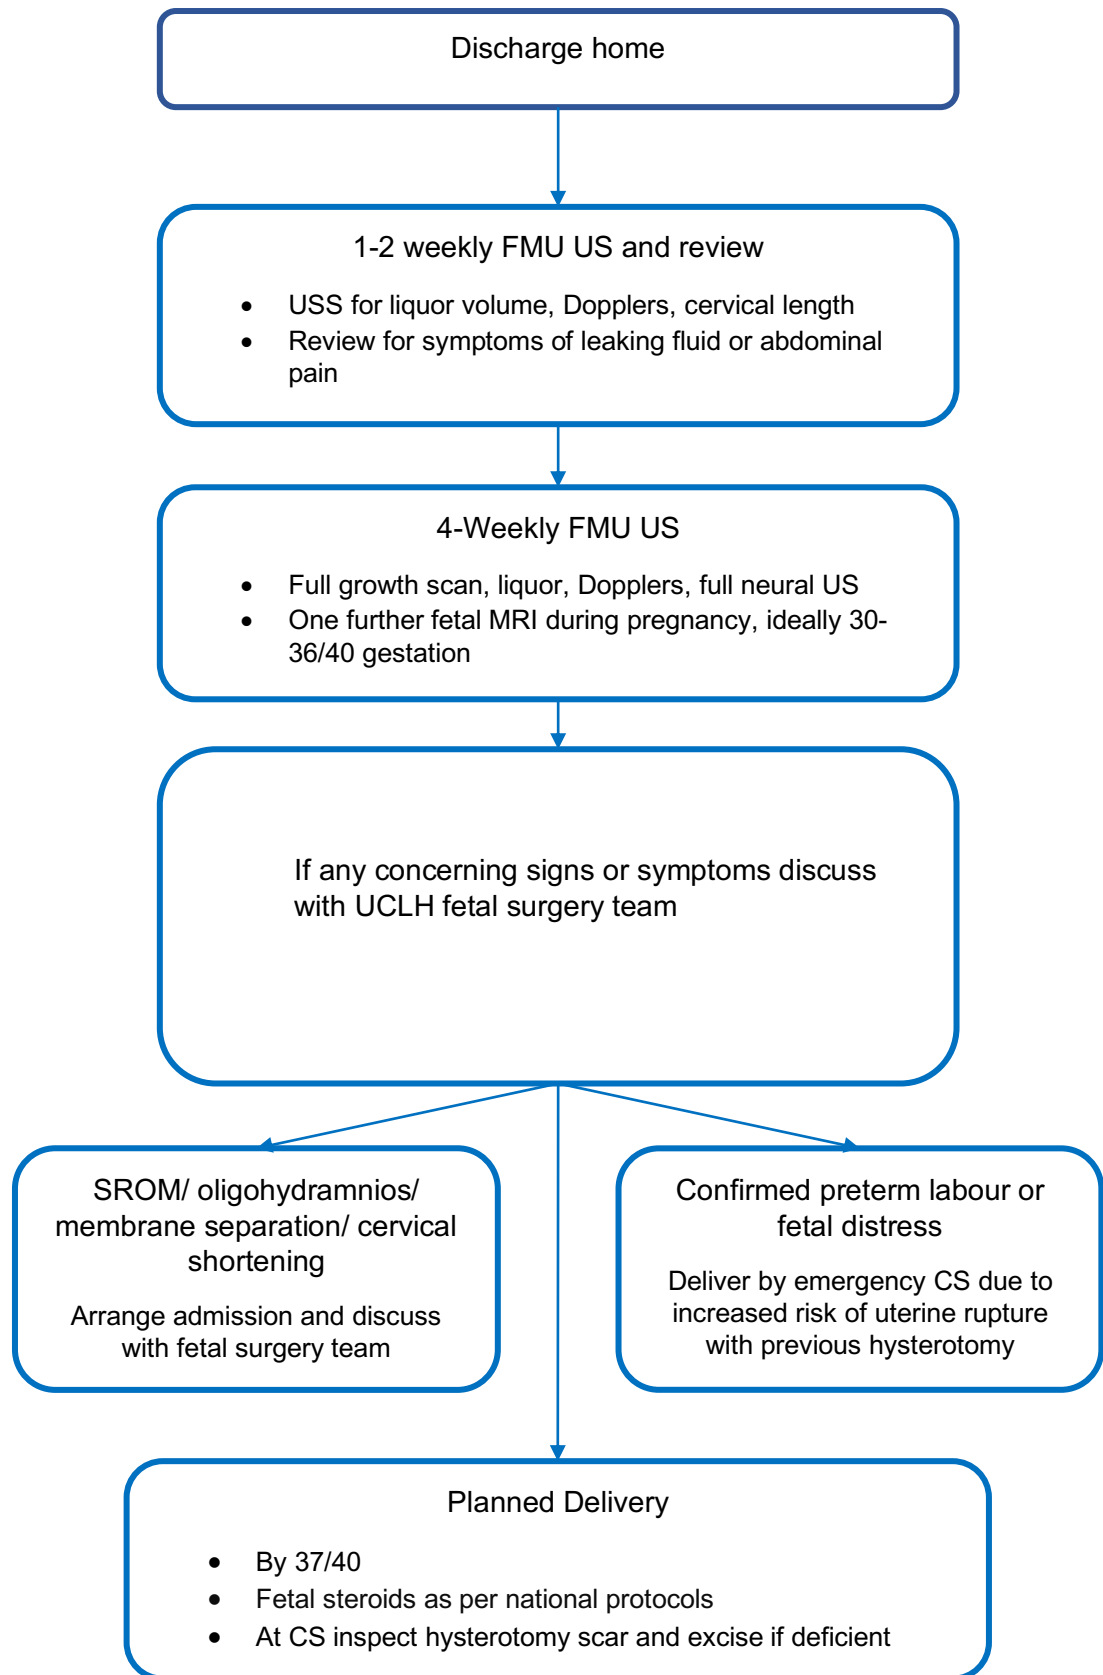 Discharge home
1-2 weekly FMU US and review
• USS for liquor volume, Dopplers, cervical length
• Review for symptoms of leaking fluid or abdominal
pain
4-Weekly FMU US
• Full growth scan, liquor, Dopplers, full neural US
• One further fetal MRI during pregnancy, ideally 30-
36/40 gestation
If any concerning signs or symptoms discuss
with UCLH fetal surgery team
SROM/ oligohydramnios/
membrane separation/ cervical
shortening
Arrange admission and discuss
with fetal surgery team
Confirmed preterm labour or
fetal distress
Deliver by emergency CS due to
increased risk of uterine rupture
with previous hysterotomy
Planned Delivery
• By 37/40
• Fetal steroids as per national protocols
• At CS inspect hysterotomy scar and excise if deficient